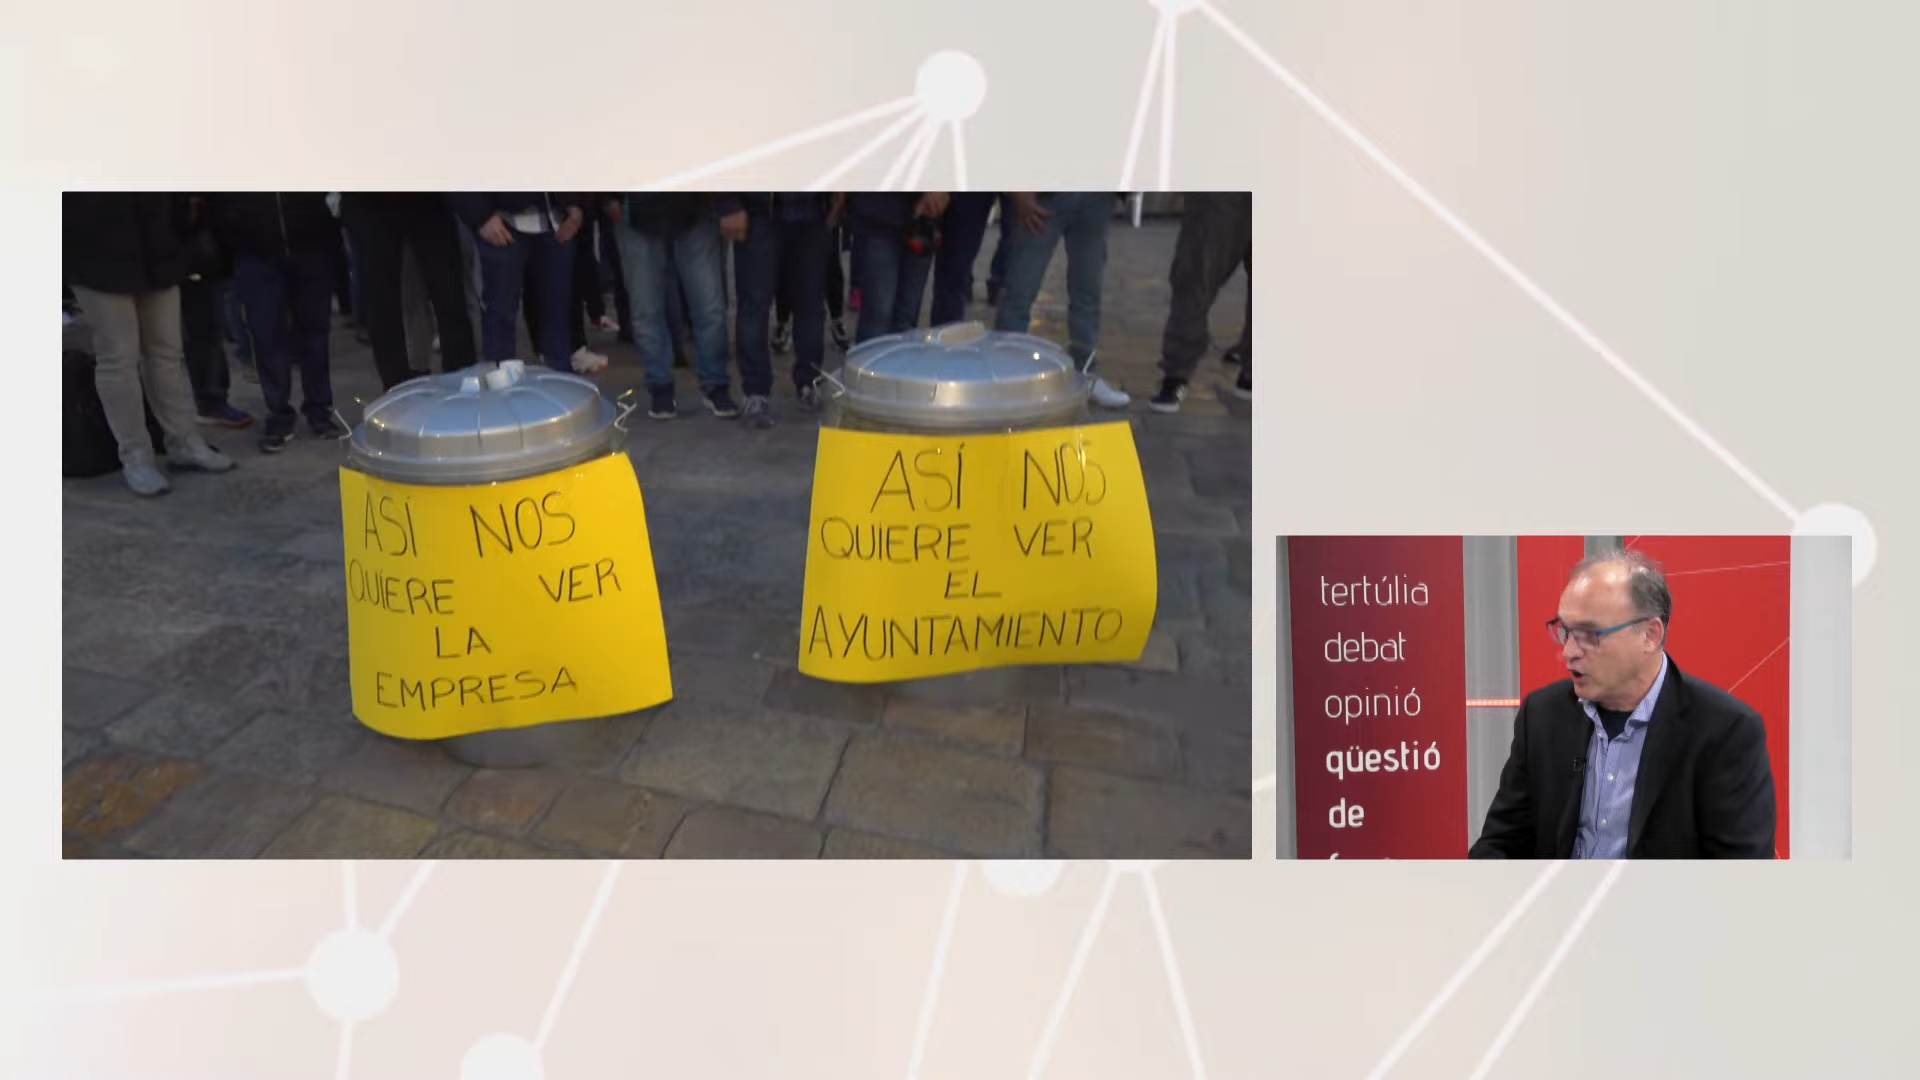 ASÍ NOS
QUIERE VER
LA
EMPRESA
ASÍ NOS
QUIERE VER
EL
AYUNTAMIENTO
tertúlia
debat
opinió
qüestió
de